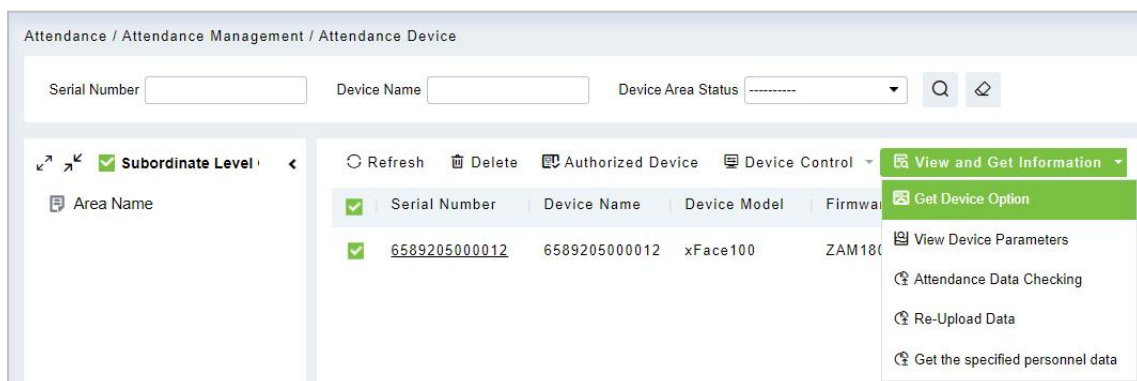 Attendance / Attendance Management / Attendance Device
Serial Number Device Name Device Area Status ----------
Subordinate Level Refresh Delete Authorized Device Device Control View and Get Information
Area Name Serial Number Device Name Device Model Get Device Option
6589205000012 6589205000012 xFace100 View Device Parameters
Attendance Data Checking
Re-Upload Data
Get the specified personnel data